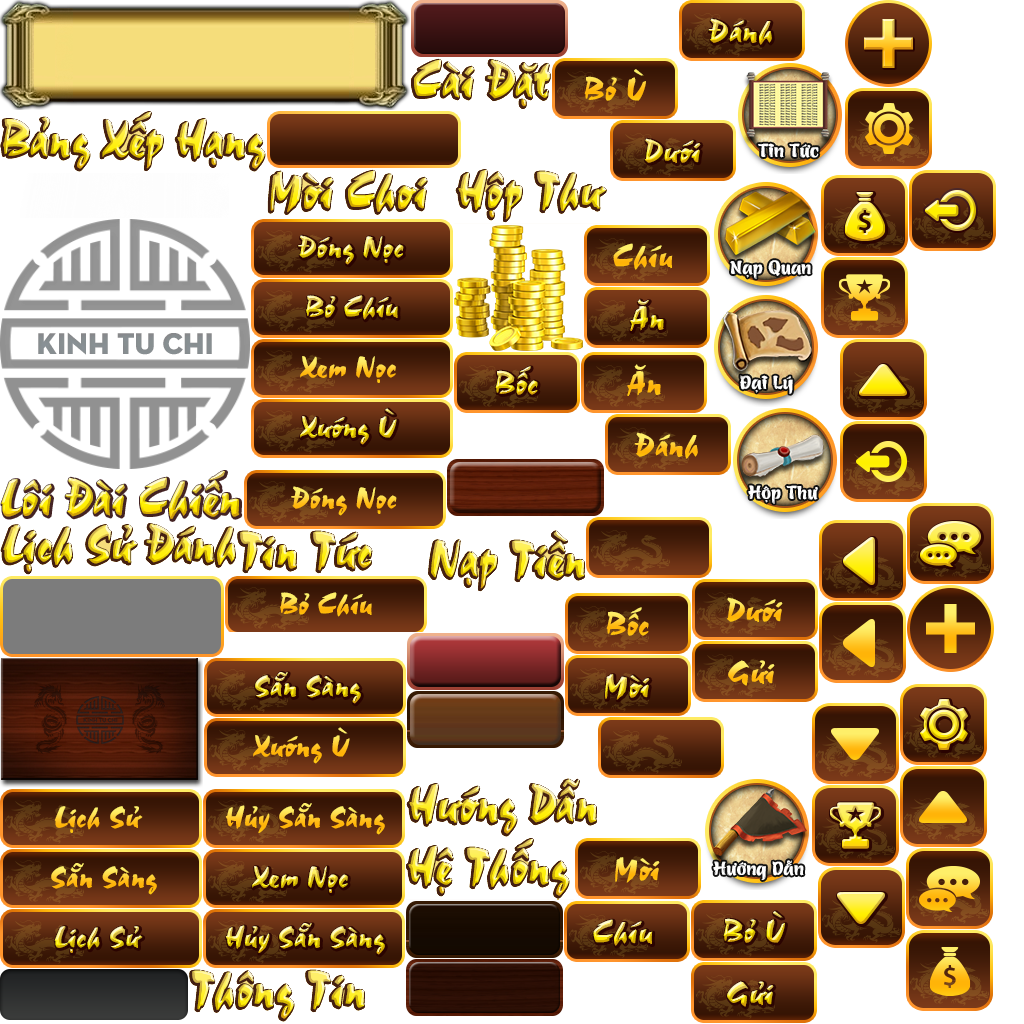 Đánh
Cài Đặt
Bỏ Ù
Bảng Xếp Hạng
Dưới
Tin Tức
Mời Chơi
Hộp Thư
Đóng Nọc
Chíu
Nạp Quan
KINH TU CHI
Bỏ Chíu
Ăn
Xem Nọc
Bốc
Ăn
Đại Lý
Xướng Ù
Đánh
Lôi Đài Chiến
Đóng Nọc
Hộp Thư
Lịch Sử Đánh
Tin Tức
Nạp Tiền
Bỏ Chíu
Bốc
Dưới
Sẵn Sàng
Mời
Gửi
Xướng Ù
Lịch Sử
Hủy Sẵn Sàng
Hướng Dẫn
Sẵn Sàng
Xem Nọc
Hệ Thống
Mời
Hướng Dẫn
Lịch Sử
Hủy Sẵn Sàng
Chíu
Bỏ Ù
Thông Tin
Gửi